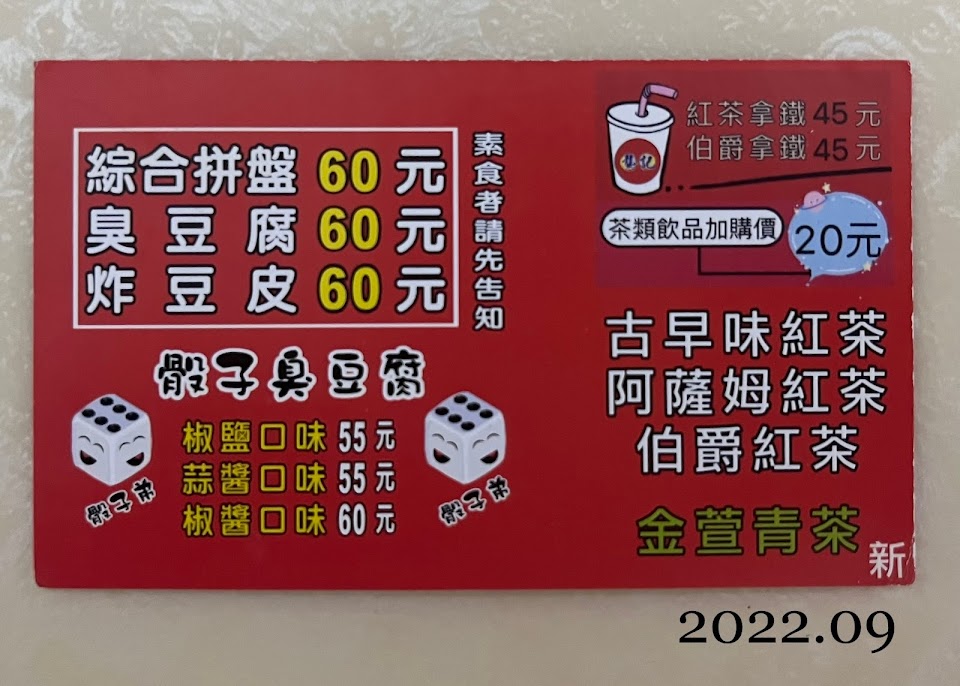 綜合拼盤 60 元
臭豆腐 60 元
炸豆皮 60 元
素食者請先告知
骰子臭豆腐
椒鹽口味 55 元
蒜醬口味 55 元
椒醬口味 60 元
骰子弟
骰子弟
紅茶拿鐵 45 元
伯爵拿鐵 45 元
茶類飲品加購價
20元
古早味紅茶
阿薩姆紅茶
伯爵紅茶
金萱青茶
新
2022.09